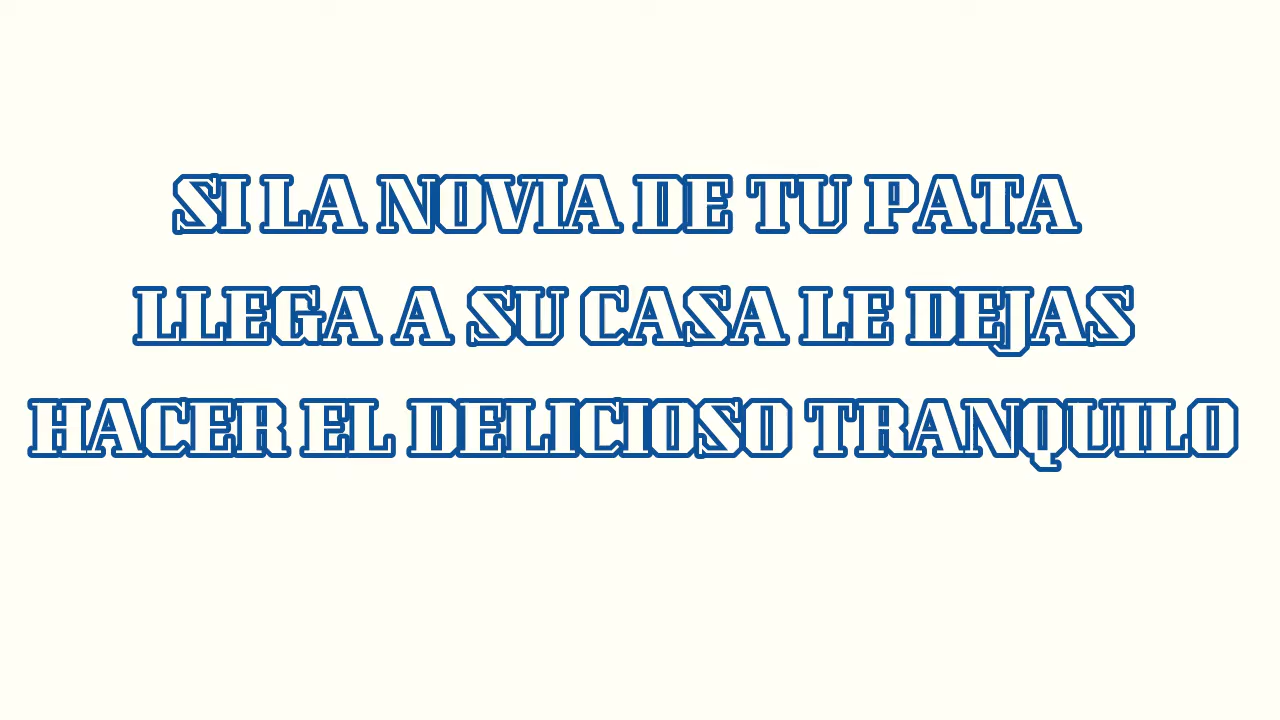 SI LA NOVIA DE TU PATA
LLEGA A SU CASA LE DEJAS
HACER EL DELICIOSO TRANQUILO